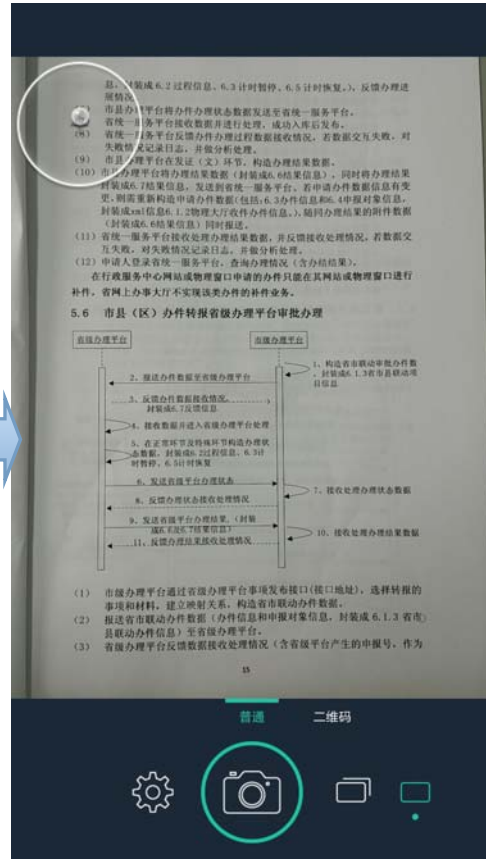 息，封装成 6.2 过程信息、6.3 计时暂停、6.5 计时恢复。），反馈办理进
展情况。
市县办理平台将办件办理状态数据发送至省统一服务平台。
省统一服务平台接收数据并进行处理，成功入库后发布。
(8) 省统一服务平台反馈办件办理过程数据接收情况，若数据交互失败，对
失败情况记录日志，并做分析处理。
(9) 市县办理平台在发证（文）环节，构造办理结果数据。
(10) 市县办理平台将办理结果数据（封装成6.6结果信息），同时将办理结果
封装成6.7结果信息，发送到省统一服务平台。若申请办件数据信息有变
更，则需重新构造申请办件数据(包括:6.3办件信息和6.4申报对象信息，
封装成xml信息6.1.2物理大厅收件办件信息。)，随同办理结果的附件数据
(封装成6.6结果信息）同时报送。
(11) 省统一服务平台接收处理办理结果数据，并反馈接收处理情况。若数据交
互失败，对失败情况记录日志，并做分析处理。
(12) 申请人登录省统一服务平台，查询办理情况（含办结结果）。
在行政服务中心网站或物理窗口申请的办件只能在其网站或物理窗口进行
补件，省网上办事大厅不实现该类办件的补件业务。
5.6 市县（区）办件转报省级办理平台审批办理
省级办理平台
市级办理平台
1、构造省市联动审批办件数
，封装成6.1.3省市县联动项
目信息
2、报送办件数据至省级办理平台
3、反馈办件数据接收情况，
封装成6.7反馈信息
4、接收数据并进入省级办理平台处理
5、在正常环节及特殊环节构造办理状
态数据，封装成6.2过程信息、6.3计
时暂停、6.5计时恢复
6、发送省级平台办理状态
7、接收处理办理状态数据
8、反馈办理状态接收处理情况
9、发送省级平台办理结果，（封装
成6.6及6.7结果信息）
10、接收处理办理结果数据
11、反馈办理结果接收处理情况
(1) 市级办理平台通过省级办理平台事项发布接口(接口地址)，选择转报的
事项和材料，建立映射关系，构造省市联动办件数据。
(2) 报送省市联动办件数据（办件信息和申报对象信息，封装成 6.1.3 省市
县联动办件信息）至省级办理平台。
(3) 省级办理平台反馈数据接收处理情况（含省级平台产生的申报号，作为
15
普通
二维码